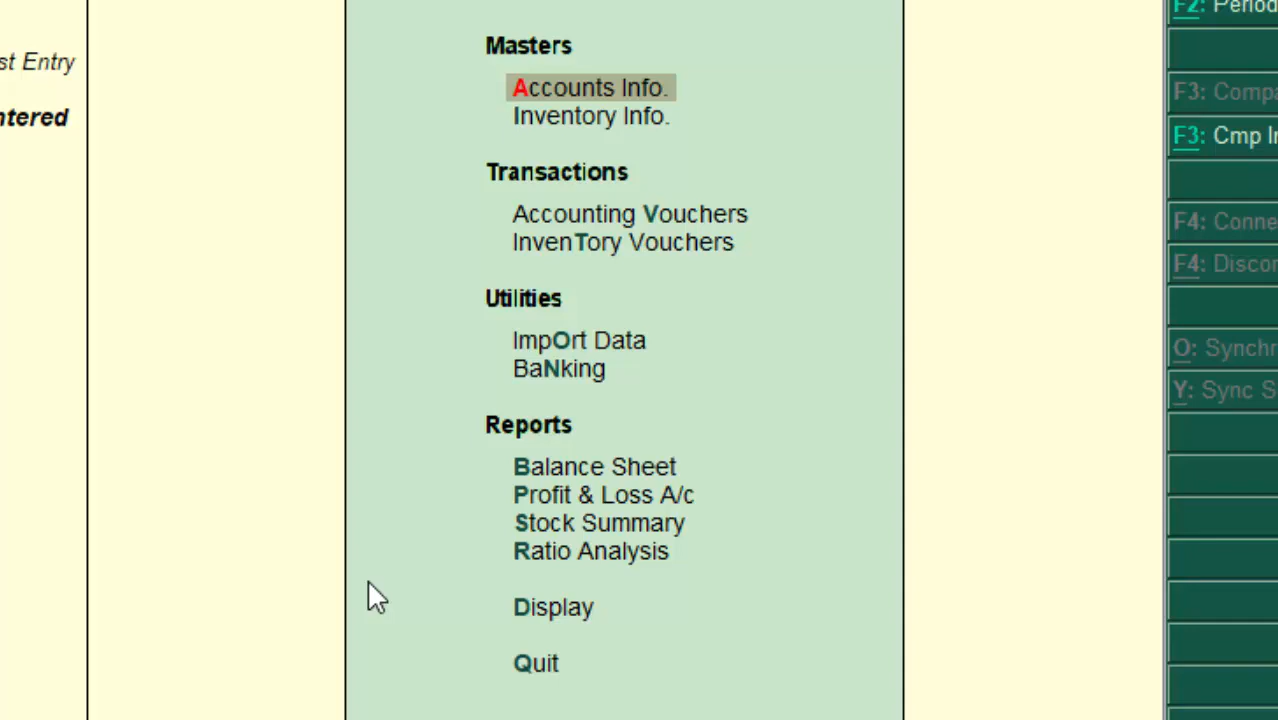 st Entry
ntered
Masters
Accounts Info.
Inventory Info.
Transactions
Accounting Vouchers
InvenTory Vouchers
Utilities
ImpOrt Data
BaNking
Reports
Balance Sheet
Profit & Loss A/c
Stock Summary
Ratio Analysis
Display
Quit
F2: Period
F3: Compa
F3: Cmp In
F4: Conne
F4: Discon
O: Synchr
Y: Sync S